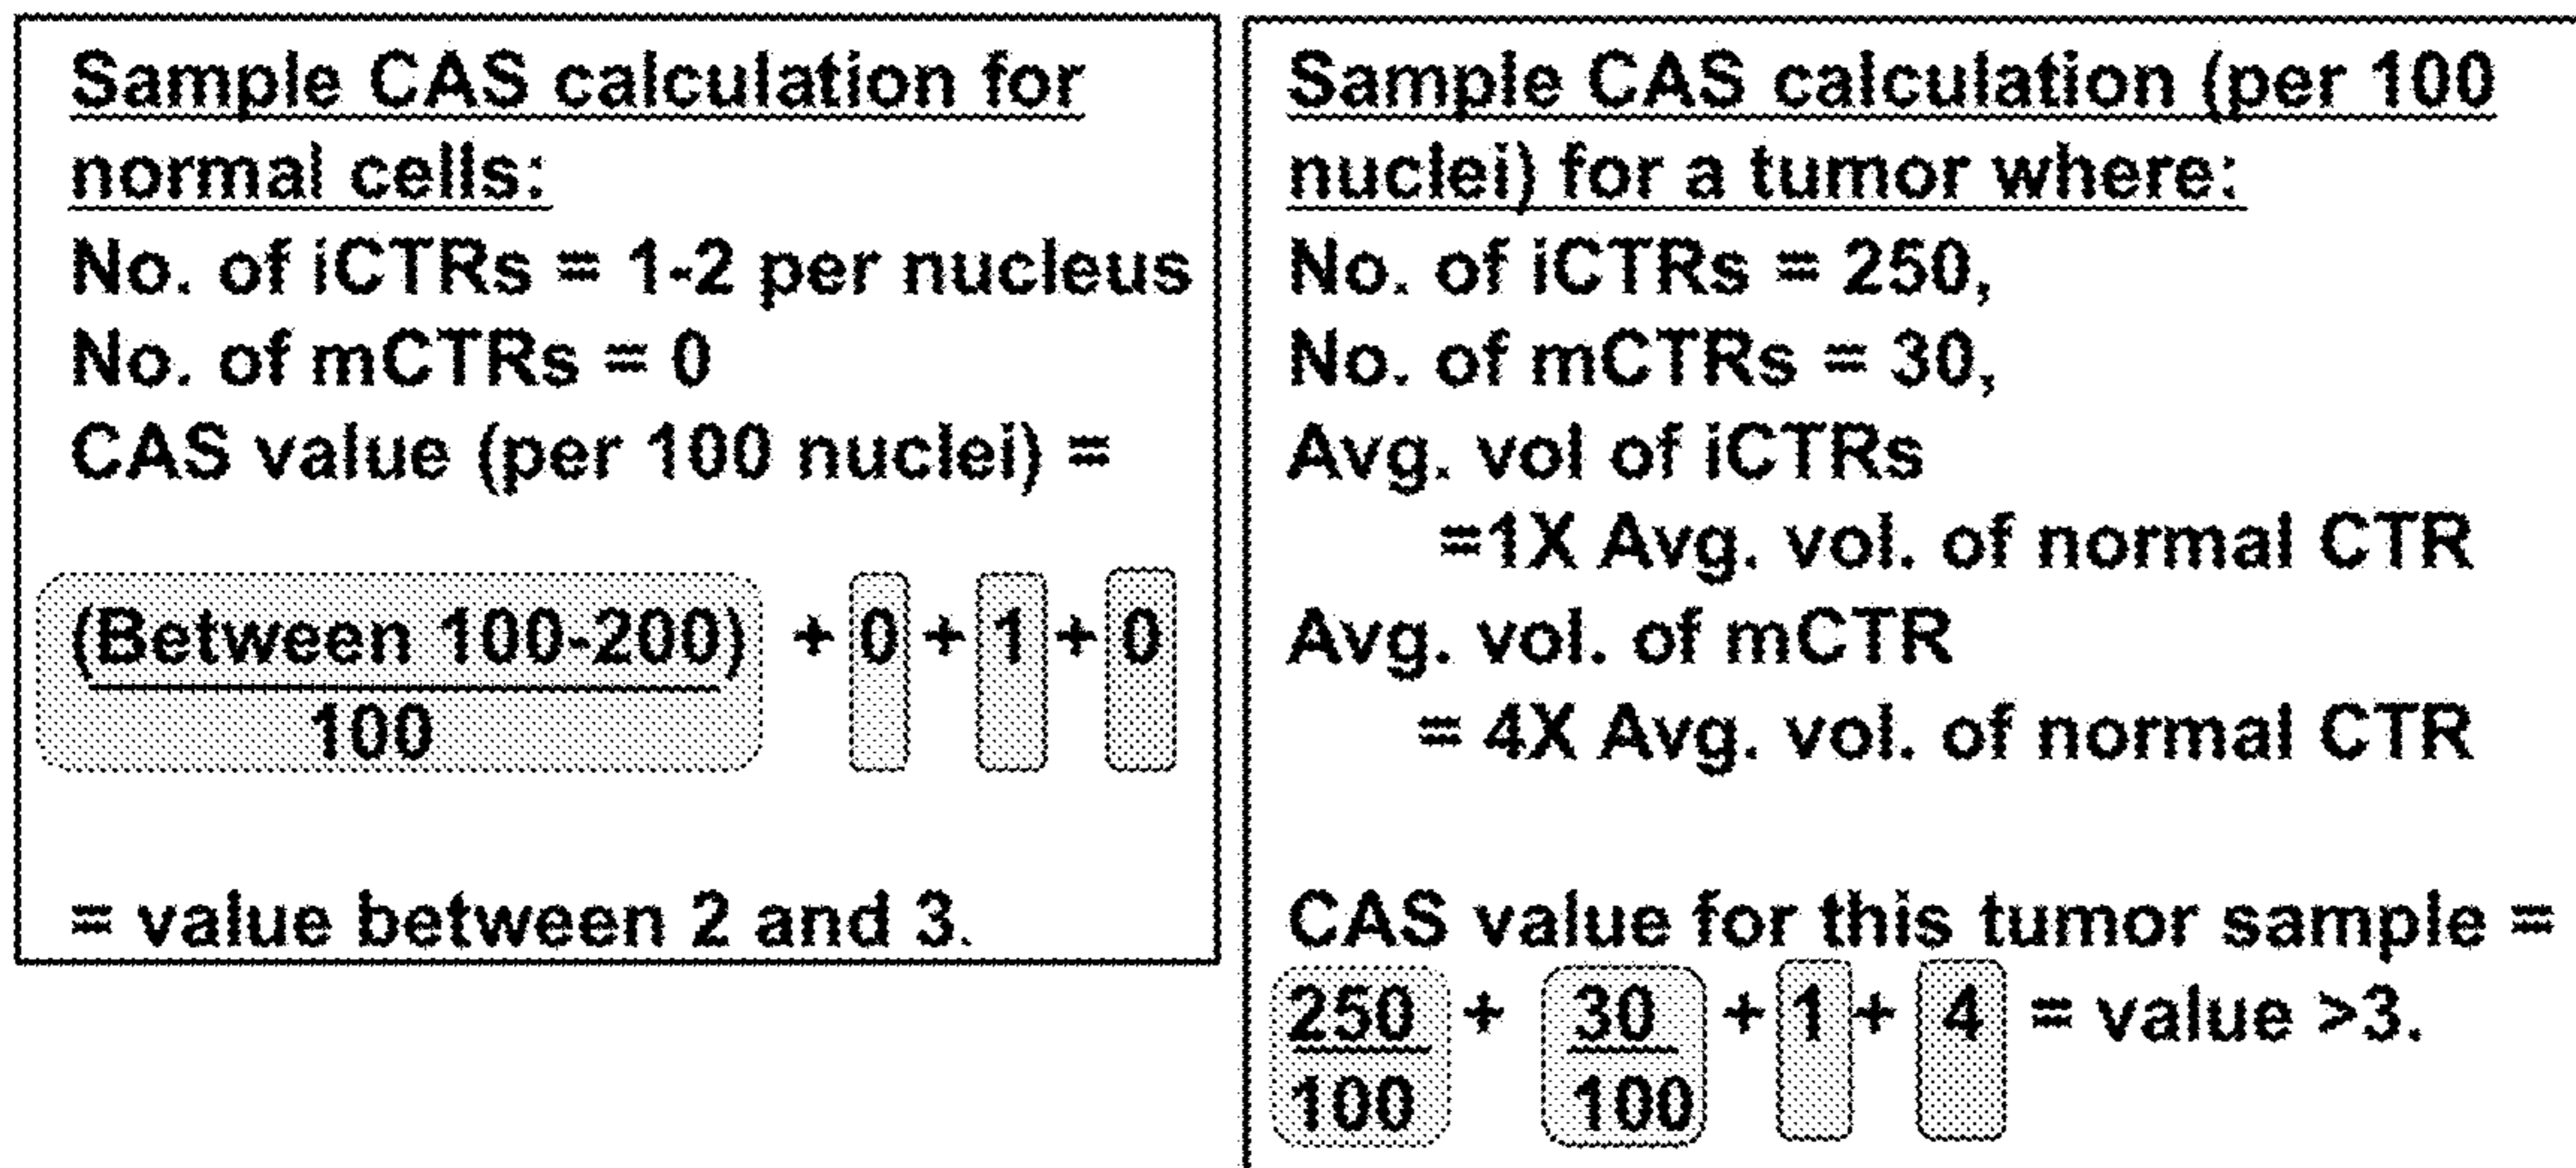 Sample CAS calculation for
normal cells:
No. of iCTRs = 1-2 per nucleus
No. of mCTRs = 0
CAS value (per 100 nuclei) =
(Between 100-200) + 0 + 1 + 0
100
= value between 2 and 3.
Sample CAS calculation (per 100
nuclei) for a tumor where:
No. of iCTRs = 250,
No. of mCTRs = 30,
Avg. vol of iCTRs
=1X Avg. vol. of normal CTR
Avg. vol. of mCTR
= 4X Avg. vol. of normal CTR
CAS value for this tumor sample =
250 + 30 + 1 + 4 = value >3.
100 100